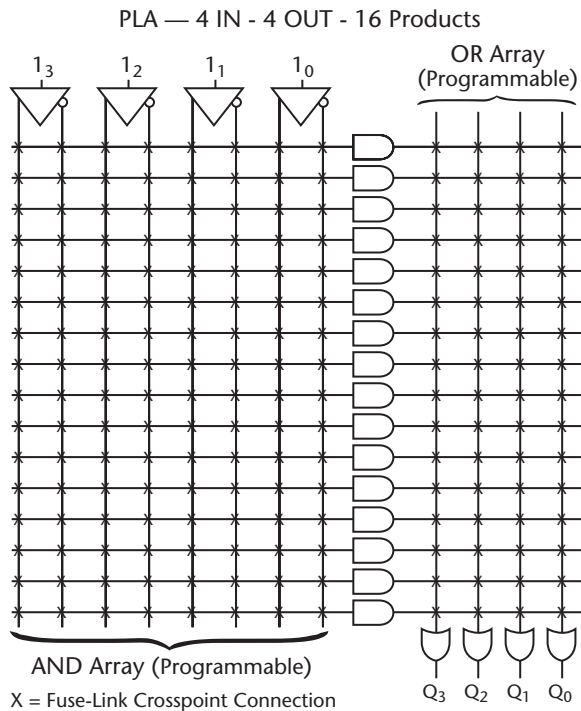 PLA — 4 IN - 4 OUT - 16 Products
OR Array
(Programmable)
1₃ 1₂ 1₁ 1₀
AND Array (Programmable)
X = Fuse-Link Crosspoint Connection
Q₃ Q₂ Q₁ Q₀